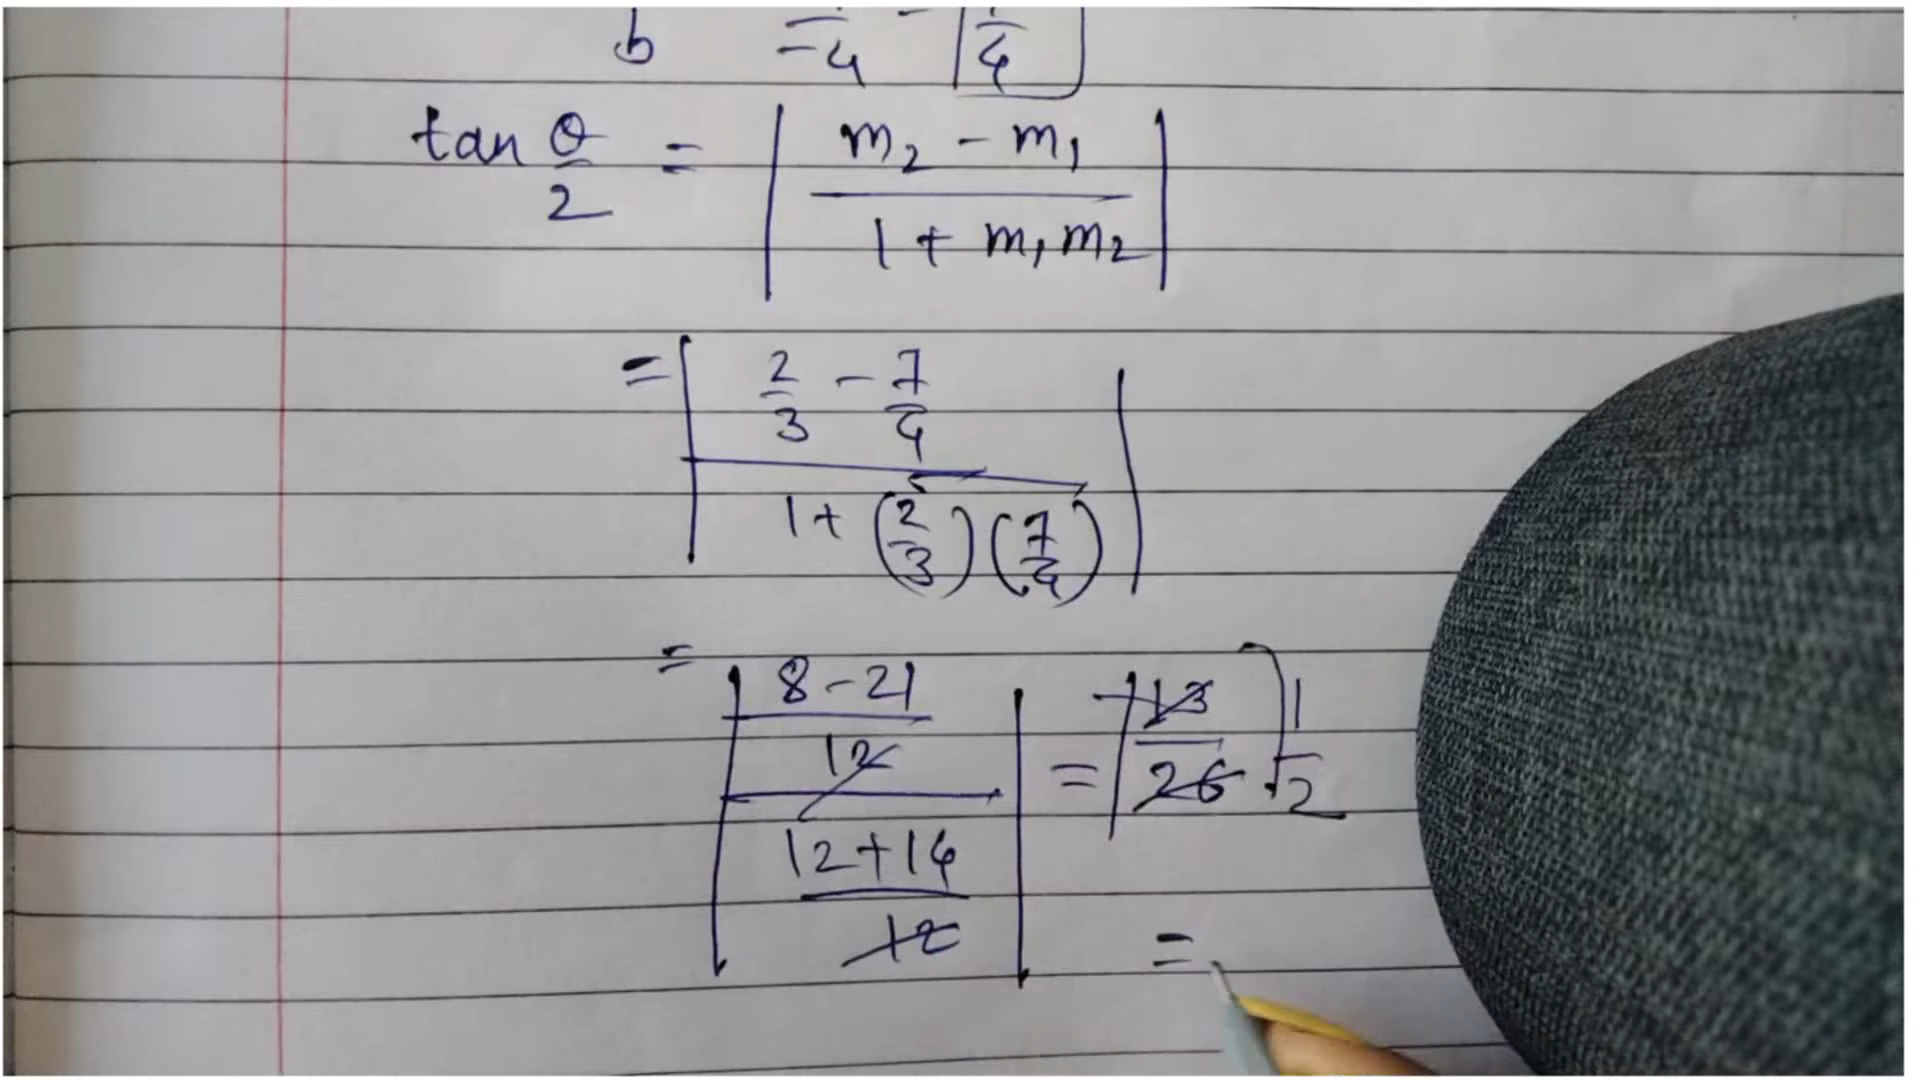 b = 7/-4 = 7/4
tan θ/2 = | (m₂ - m₁) / (1 + m₁m₂) |
= | (2/3 - 7/4) / (1 + (2/3)(7/4)) |
= | ((8 - 21)/12) / ((12 + 14)/12) | = | -13/26 | 1/2
=